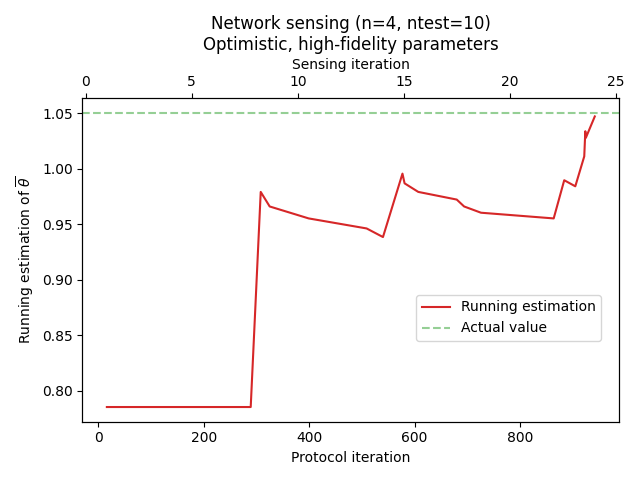 Network sensing (n=4, ntest=10)
Optimistic, high-fidelity parameters
Sensing iteration
0 5 10 15 20 25
1.05
1.00
0.95
0.90
0.85
0.80
Running estimation of θ̅
Running estimation
Actual value
0 200 400 600 800
Protocol iteration